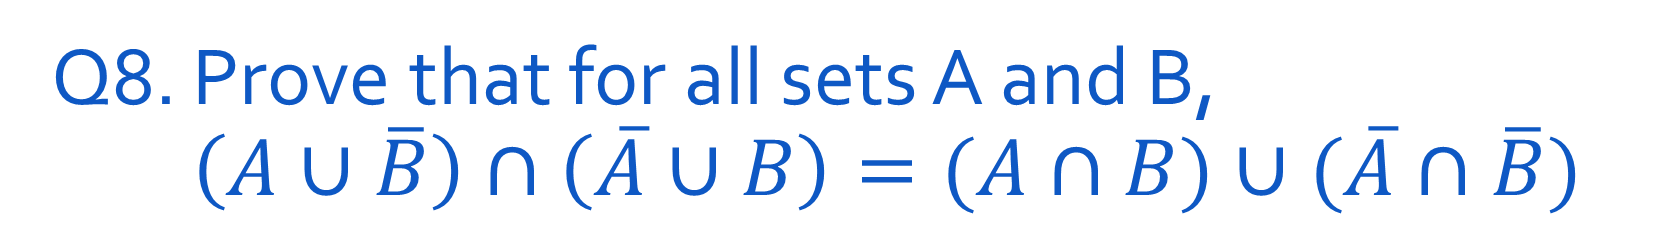 Q8. Prove that for all sets A and B,
(A ∪ B̅) ∩ (A̅ ∪ B) = (A ∩ B) ∪ (A̅ ∩ B̅)